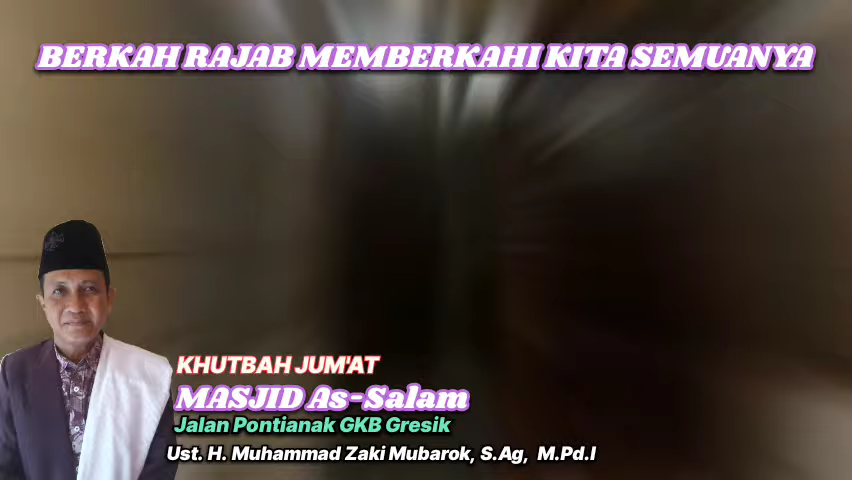 BERKAH RAJAB MEMBERKAHI KITA SEMUANYA
KHUTBAH JUM'AT
MASJID As-Salam
Jalan Pontianak GKB Gresik
Ust. H. Muhammad Zaki Mubarok, S.Ag, M.Pd.I